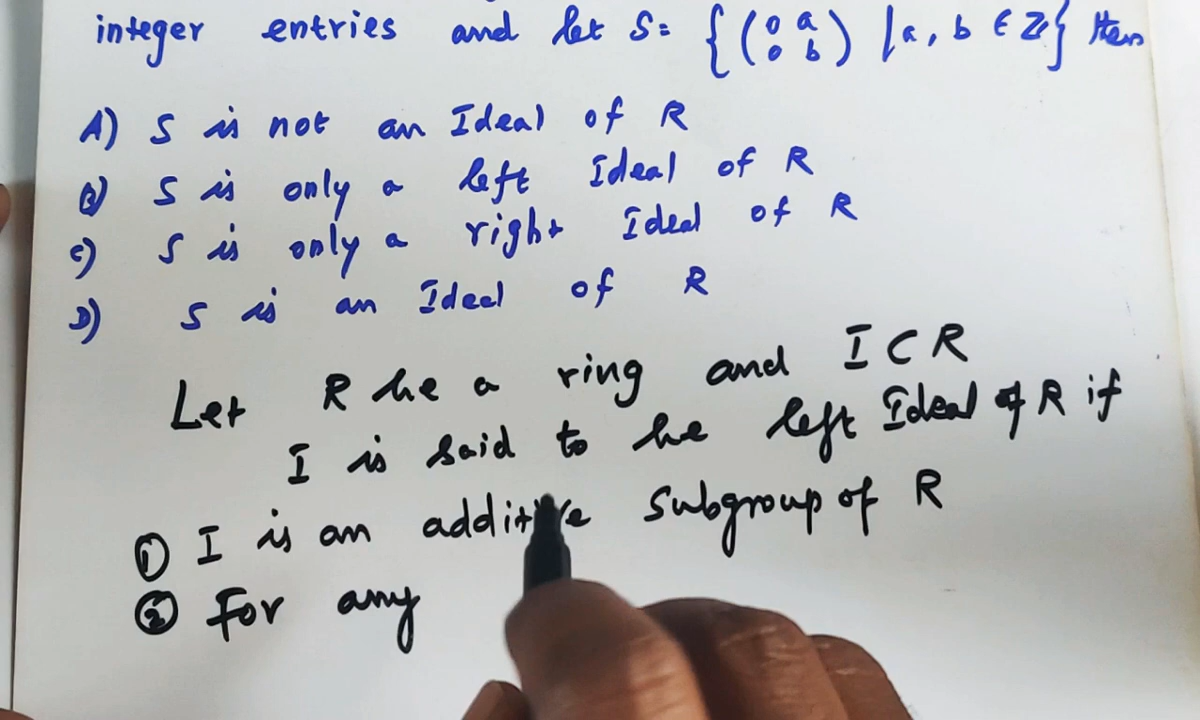 integer entries and let S= { ( 0 a ) | a, b ∈ Z } then
0 b
A) S is not an Ideal of R
B) S is only a left Ideal of R
C) S is only a right Ideal of R
D) S is an Ideal of R
Let R be a ring and I ⊂ R
I is said to be left Ideal of R if
① I is an additive subgroup of R
② For any